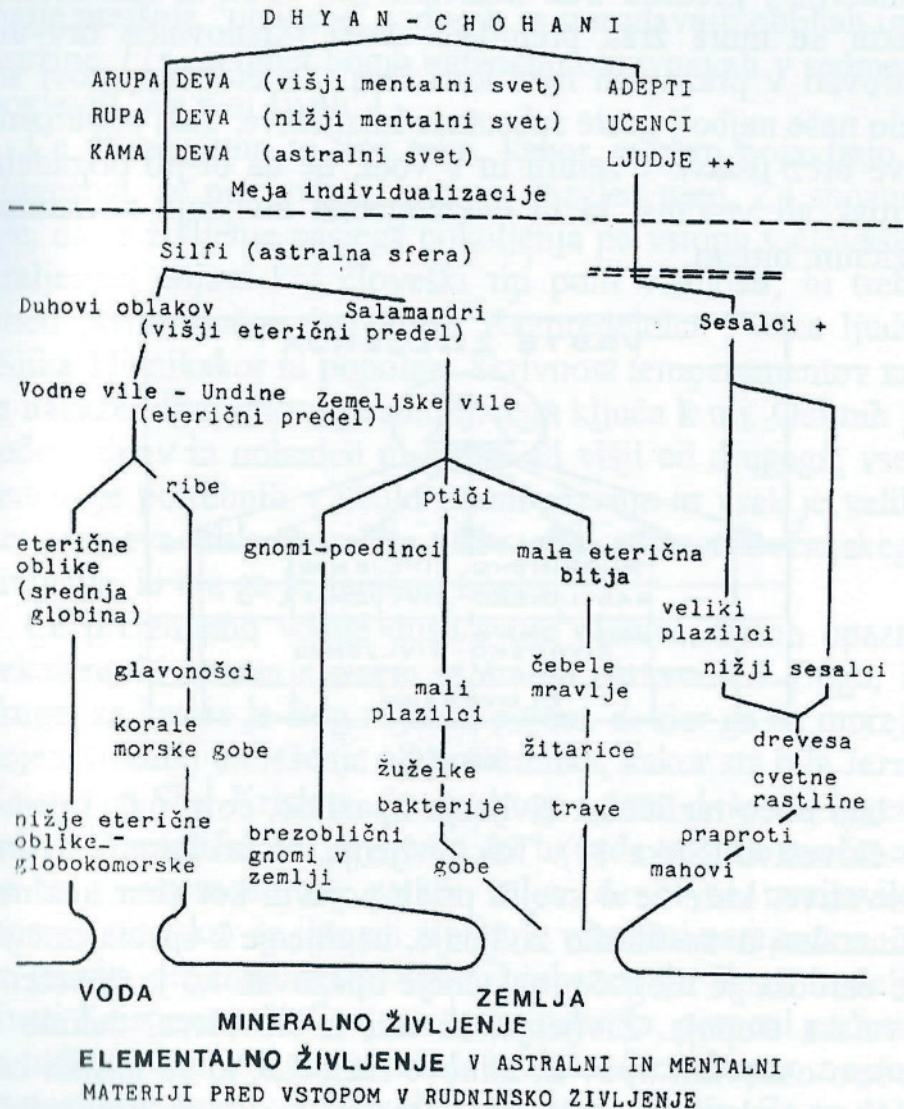 DHYAN-CHOHANI
ARUPA DEVA (višji mentalni svet) ADEPTI
RUPA DEVA (nižji mentalni svet) UČENCI
KAMA DEVA (astralni svet) LJUDJE ++
Meja individualizacije
Silfi (astralna sfera)
Duhovi oblakov Salamandri
(višji eterični predel)
Sesalci +
Vodne vile Undine Zemeljske vile
(eterični predel)
ribe
ptiči
eterične
oblike
(srednja
globina)
gnomi-poedinci
mala eterična
bitja
veliki
plazilci
nižji sesalci
glavonošci
čebele
mravlje
korale
morske gobe
mali
plazilci
drevesa
žitarice
žuželke
cvetne
rastline
nižje eterične
oblike-
globokomorske
brezoblični
gnomi v
zemlji
bakterije
gobe
trave
praproti
mahovi
VODA ZEMLJA
MINERALNO ŽIVLJENJE
ELEMENTALNO ŽIVLJENJE V ASTRALNI IN MENTALNI
MATERIJI PRED VSTOPOM V RUDNINSKO ŽIVLJENJE